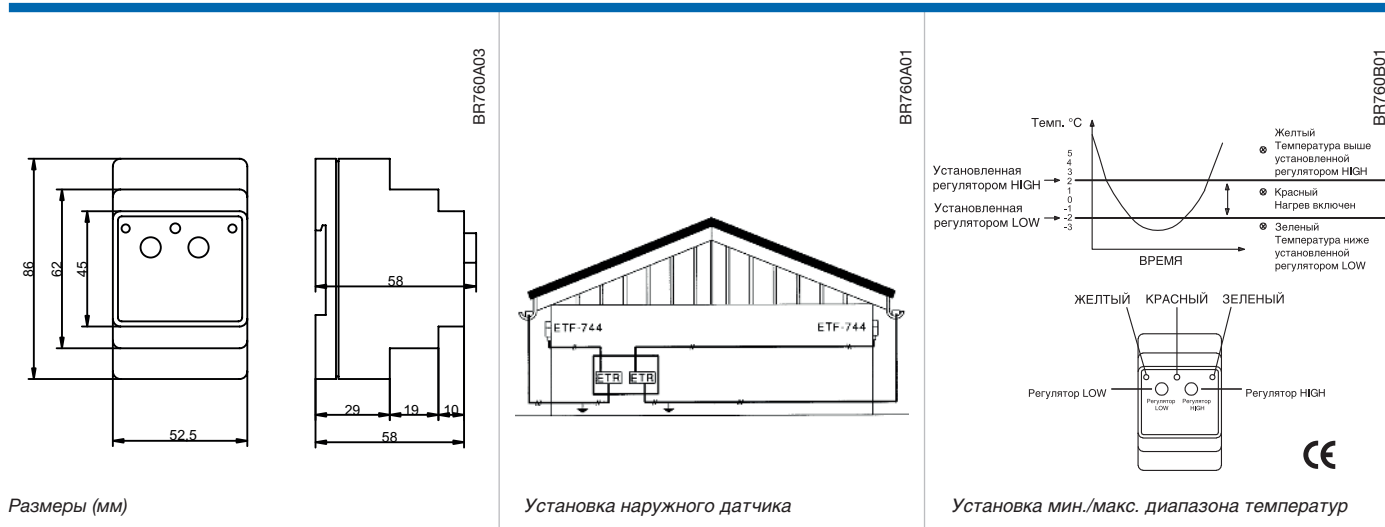 BR760A03
86
62
45
58
29
19
10
58
52.5
Размеры (мм)
BR760A01
ETF-744
ETF-744
ETR
ETR
Установка наружного датчика
BR760B01
Темп. °C
5
4
3
2
1
0
-1
-2
-3
Установленная
регулятором HIGH
Установленная
регулятором LOW
ВРЕМЯ
Желтый
Температура выше
установленной
регулятором HIGH
Красный
Нагрев включен
Зеленый
Температура ниже
установленной
регулятором LOW
ЖЕЛТЫЙ КРАСНЫЙ ЗЕЛЕНЫЙ
Регулятор LOW
Регулятор
LOW
Регулятор
HIGH
Регулятор HIGH
CE
Установка мин./макс. диапазона температур